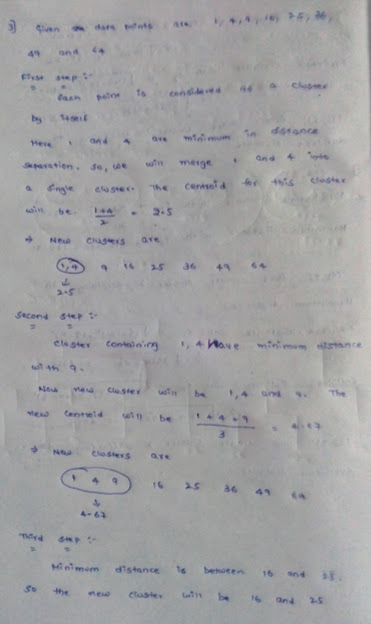 3) Given data points are 1, 4, 9, 16, 25, 36,
49 and 64
First step :-
Each point is considered as a cluster
by itself
Here 1 and 4 are minimum in distance
separation. So, we will merge 1 and 4 into
a single cluster. The centroid for this cluster
will be 1+4/2 = 2.5
⇒ New clusters are
1,4 9 16 25 36 49 64
↓
2.5
Second step :-
Cluster containing 1, 4 have minimum distance
with 9.
Now new cluster will be 1,4 and 9. The
new centroid will be 1+4+9/3 = 4.67
⇒ New clusters are
1 4 9 16 25 36 49 64
↓
4.67
Third step :-
Minimum distance is between 16 and 25.
So the new cluster will be 16 and 25